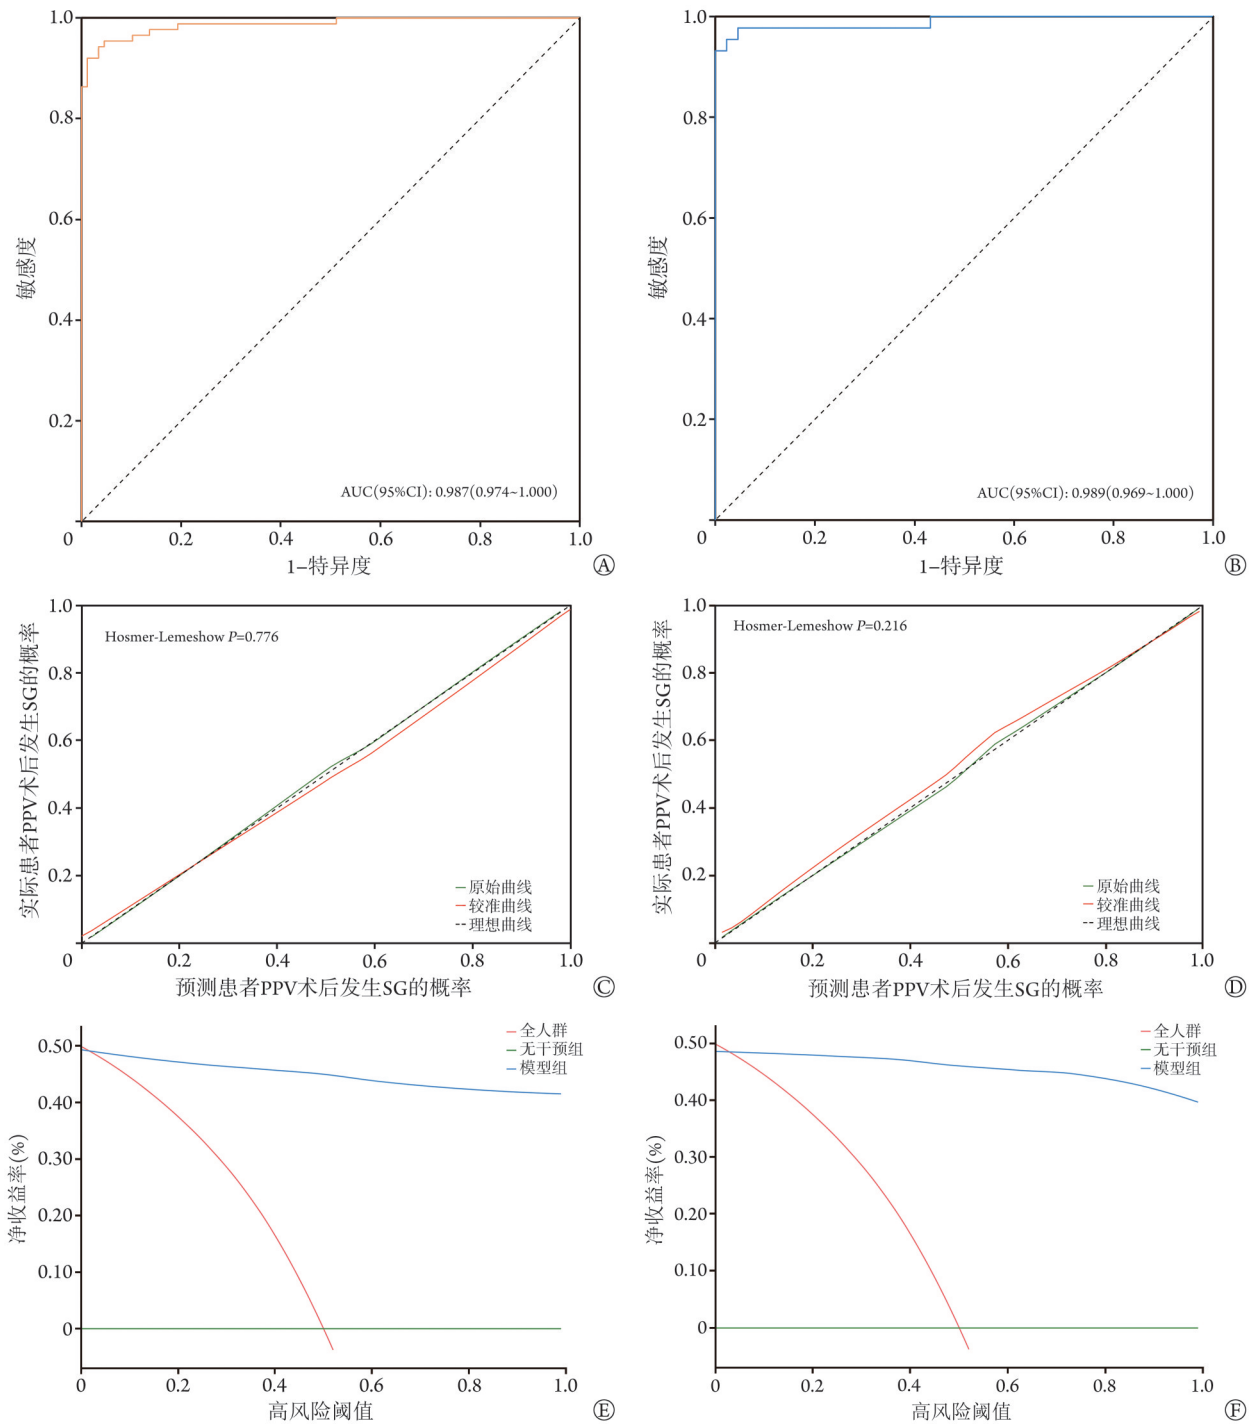 1.0
0.8
0.6
0.4
0.2
敏感度
AUC(95%CI): 0.987(0.974~1.000)
0 0.2 0.4 0.6 0.8 1.0
1–特异度
Ⓐ
1.0
0.8
0.6
0.4
0.2
敏感度
AUC(95%CI): 0.989(0.969~1.000)
0 0.2 0.4 0.6 0.8 1.0
1–特异度
Ⓑ
1.0
0.8
0.6
0.4
0.2
实际患者PPV术后发生SG的概率
Hosmer-Lemeshow P=0.776
原始曲线
较准曲线
理想曲线
0 0.2 0.4 0.6 0.8 1.0
预测患者PPV术后发生SG的概率
Ⓒ
1.0
0.8
0.6
0.4
0.2
实际患者PPV术后发生SG的概率
Hosmer-Lemeshow P=0.216
原始曲线
较准曲线
理想曲线
0 0.2 0.4 0.6 0.8 1.0
预测患者PPV术后发生SG的概率
Ⓓ
0.50
0.40
0.30
0.20
0.10
0
净收益率(%)
全人群
无干预组
模型组
0 0.2 0.4 0.6 0.8 1.0
高风险阈值
Ⓔ
0.50
0.40
0.30
0.20
0.10
0
净收益率(%)
全人群
无干预组
模型组
0 0.2 0.4 0.6 0.8 1.0
高风险阈值
Ⓕ